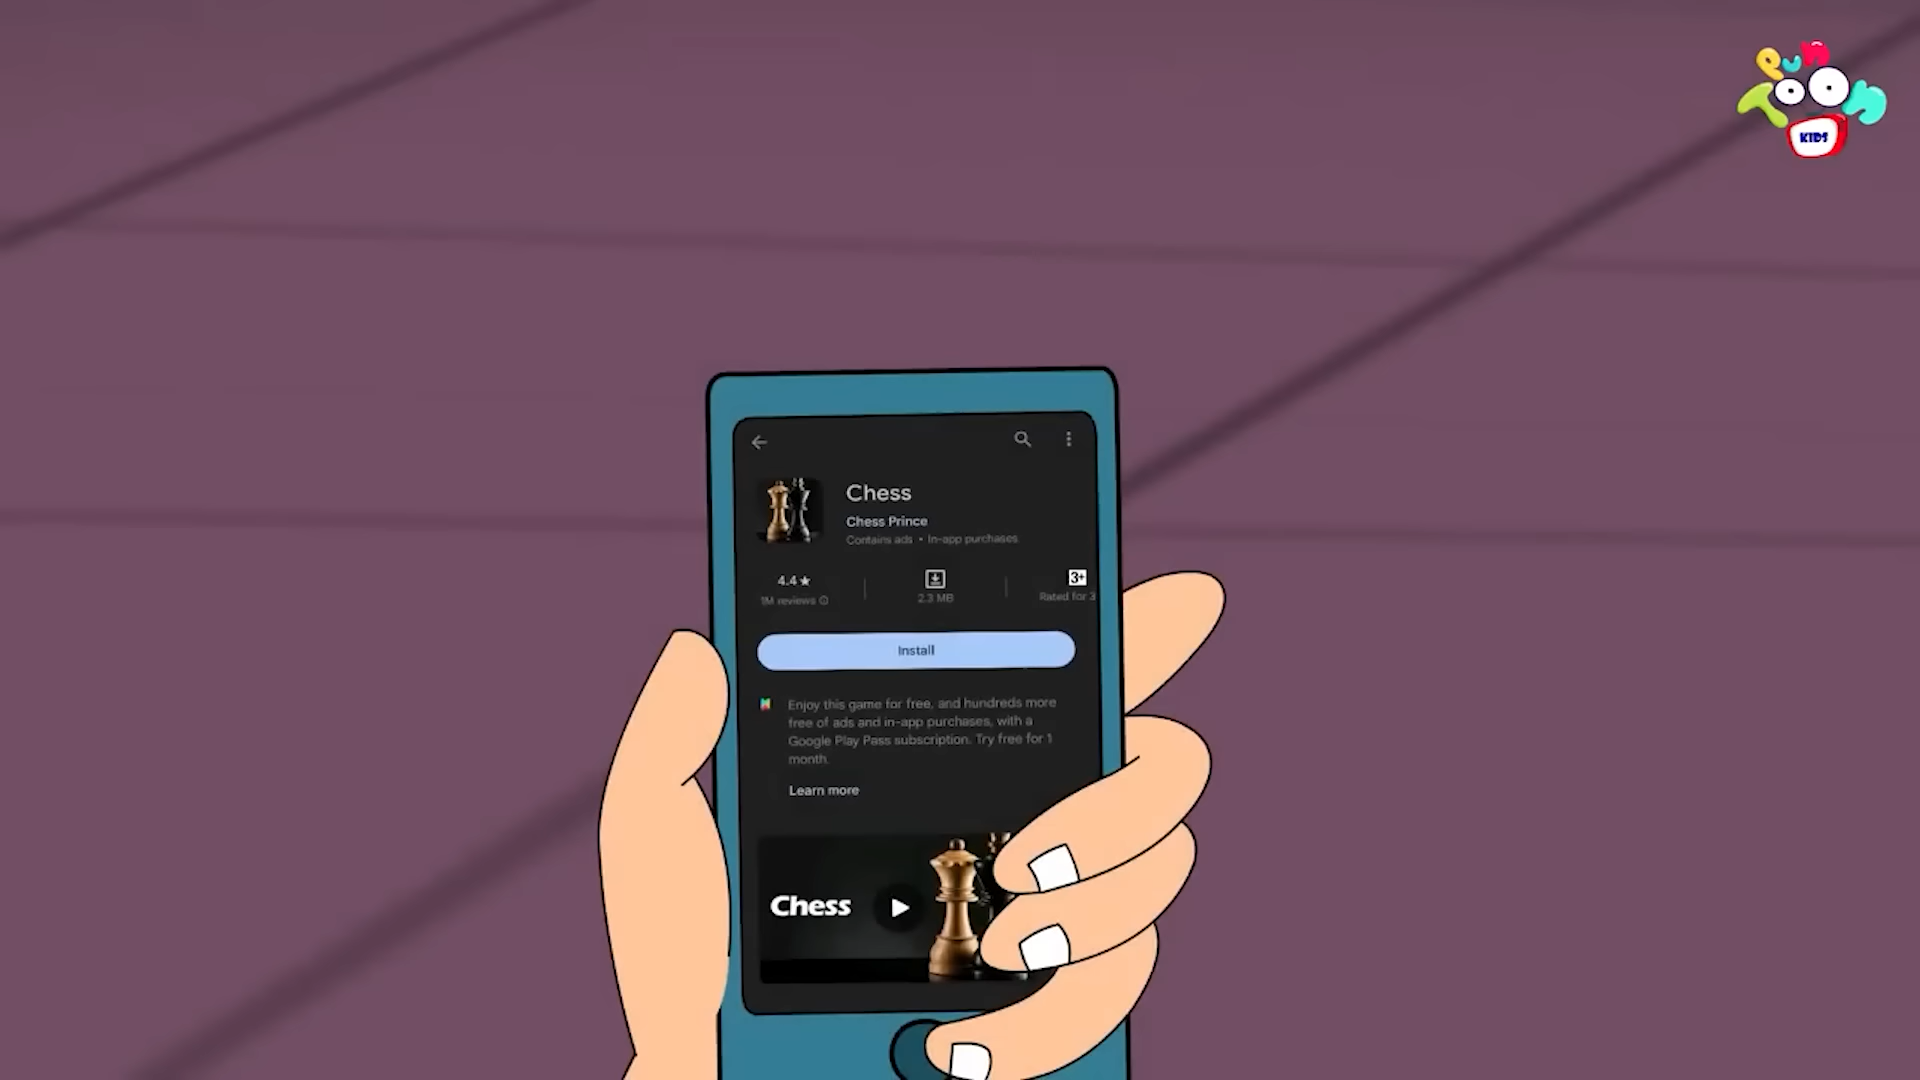 Pun
TOONS
KIDS
Chess
Chess Prince
Contains ads • In-app purchases
4.4★
1M reviews
2.3 MB
3+
Rated for 3
Install
Enjoy this game for free, and hundreds more
free of ads and in-app purchases, with a
Google Play Pass subscription. Try free for 1
month.
Learn more
Chess